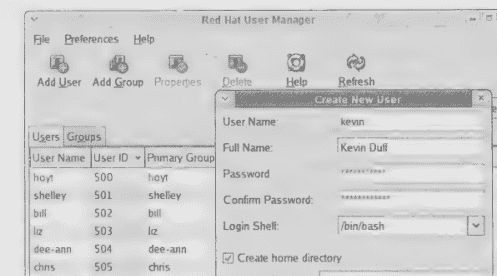 Red Hat User Manager
File Preferences Help
Add User Add Group Properties Delete Help Refresh
Create New User
User Name: kevin
Full Name: Kevin Duff
Password ***********
Confirm Password: ***********
Login Shell: /bin/bash
Create home directory
Users Groups
User Name User ID Primary Group
hoyt 500 hoyt
shelley 501 shelley
bill 502 bill
liz 503 liz
dee-ann 504 dee-ann
chris 505 chris